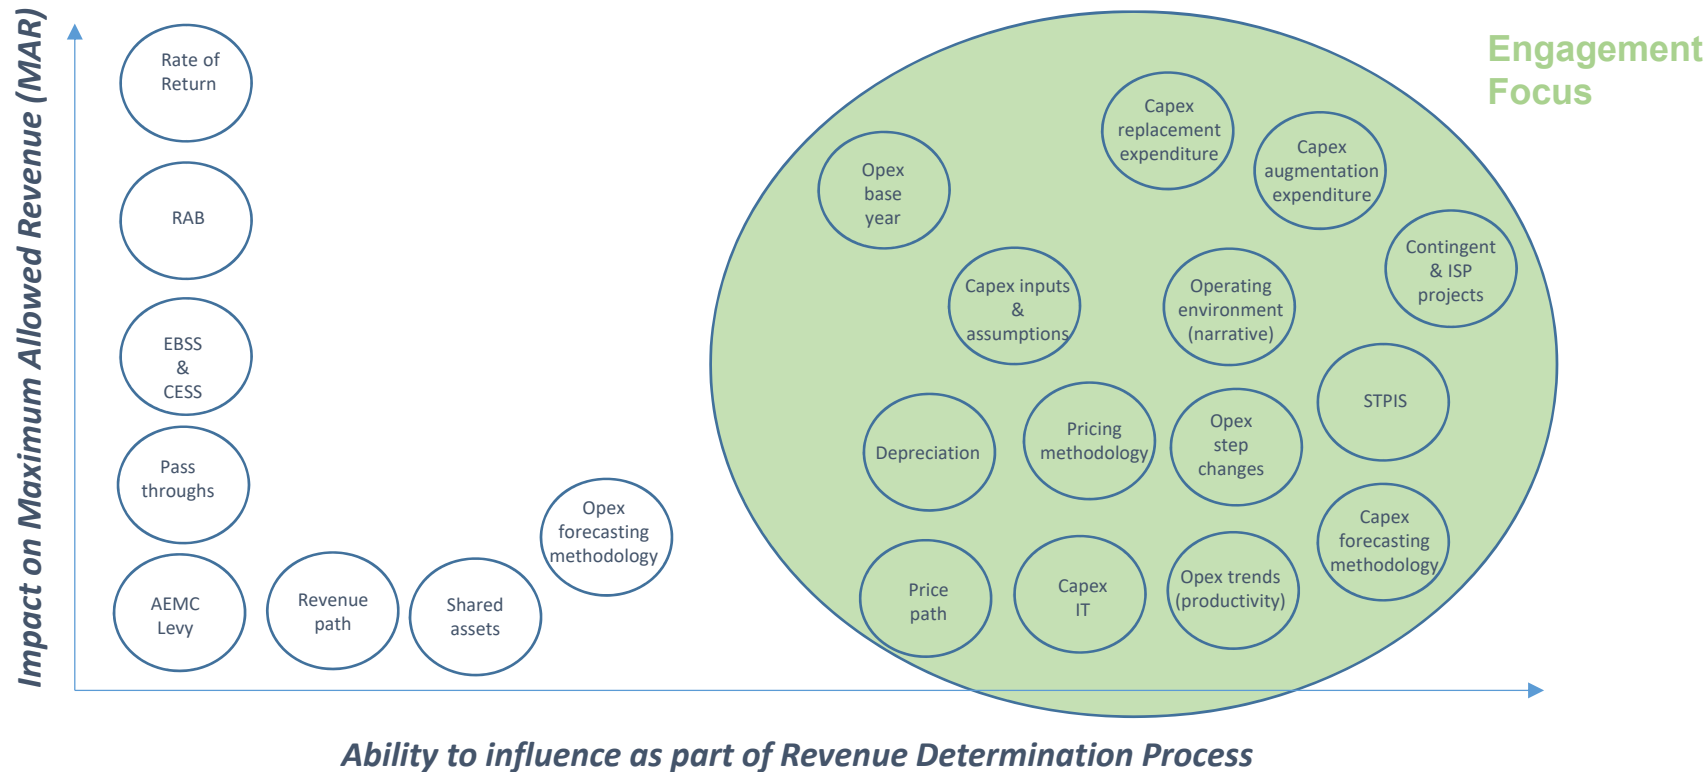 Impact on Maximum Allowed Revenue (MAR)
Engagement
Focus
Rate of
Return
RAB
EBSS
&
CESS
Pass
throughs
AEMC
Levy
Revenue
path
Shared
assets
Opex
forecasting
methodology
Opex
base
year
Capex
replacement
expenditure
Capex
augmentation
expenditure
Contingent
& ISP
projects
Capex inputs
&
assumptions
Operating
environment
(narrative)
Depreciation
Pricing
methodology
Opex
step
changes
STPIS
Price
path
Capex
IT
Opex trends
(productivity)
Capex
forecasting
methodology
Ability to influence as part of Revenue Determination Process